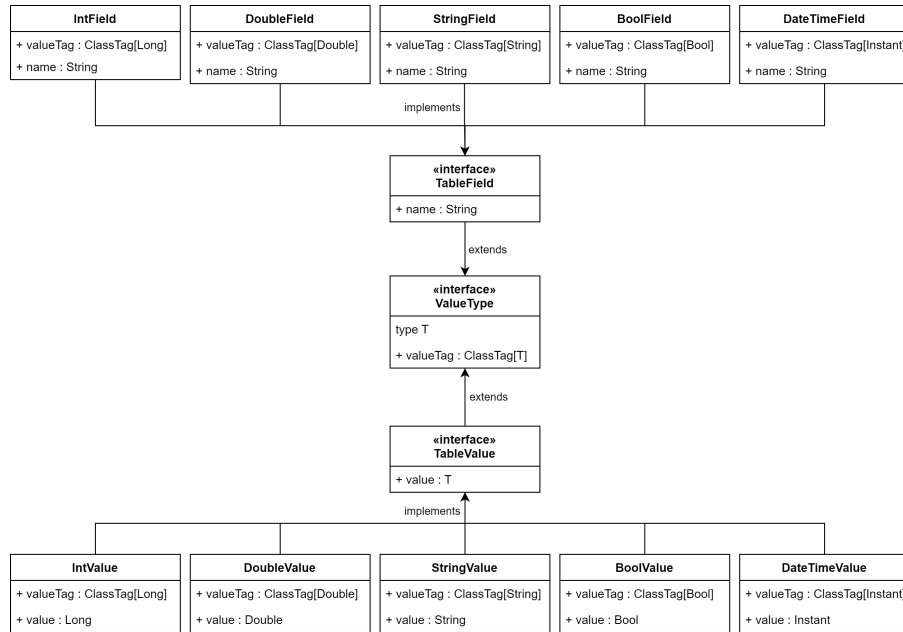 IntField
+ valueTag : ClassTag[Long]
+ name : String
DoubleField
+ valueTag : ClassTag[Double]
+ name : String
StringField
+ valueTag : ClassTag[String]
+ name : String
BoolField
+ valueTag : ClassTag[Bool]
+ name : String
DateTimeField
+ valueTag : ClassTag[Instant]
+ name : String
implements
«interface»
TableField
+ name : String
extends
«interface»
ValueType
type T
+ valueTag : ClassTag[T]
extends
«interface»
TableValue
+ value : T
implements
IntValue
+ valueTag : ClassTag[Long]
+ value : Long
DoubleValue
+ valueTag : ClassTag[Double]
+ value : Double
StringValue
+ valueTag : ClassTag[String]
+ value : String
BoolValue
+ valueTag : ClassTag[Bool]
+ value : Bool
DateTimeValue
+ valueTag : ClassTag[Instant]
+ value : Instant